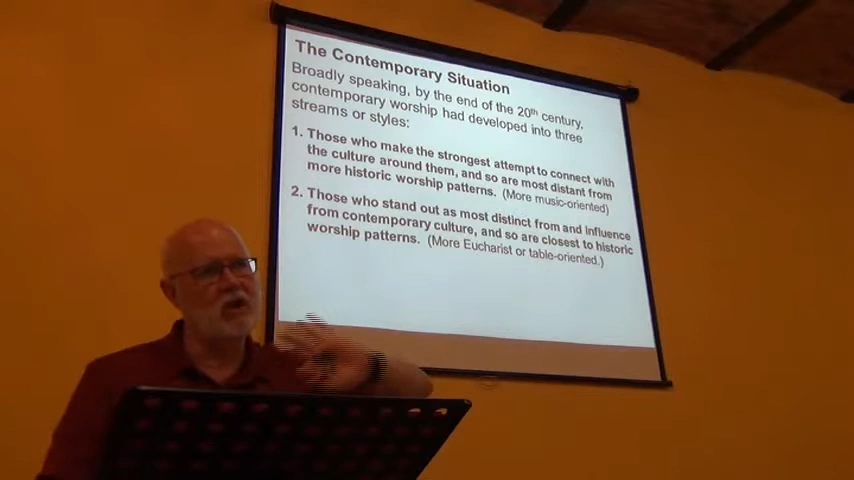 The Contemporary Situation
Broadly speaking, by the end of the 20th century,
contemporary worship had developed into three
streams or styles:
1. Those who make the strongest attempt to connect with
the culture around them, and so are most distant from
more historic worship patterns. (More music-oriented)
2. Those who stand out as most distinct from and influence
from contemporary culture, and so are closest to historic
worship patterns. (More Eucharist or table-oriented.)